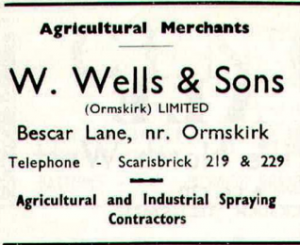 Agricultural Merchants
W. Wells & Sons
(Ormskirk) LIMITED
Bescar Lane, nr. Ormskirk
Telephone - Scarisbrick 219 & 229
Agricultural and Industrial Spraying
Contractors